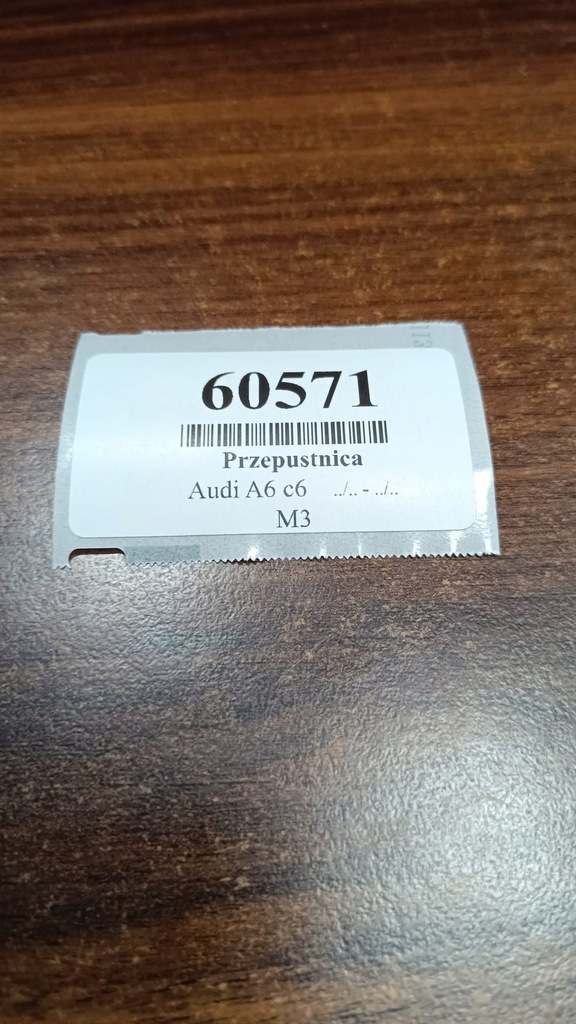 60571
Przepustnica
Audi A6 c6 ../.. - ../..
M3